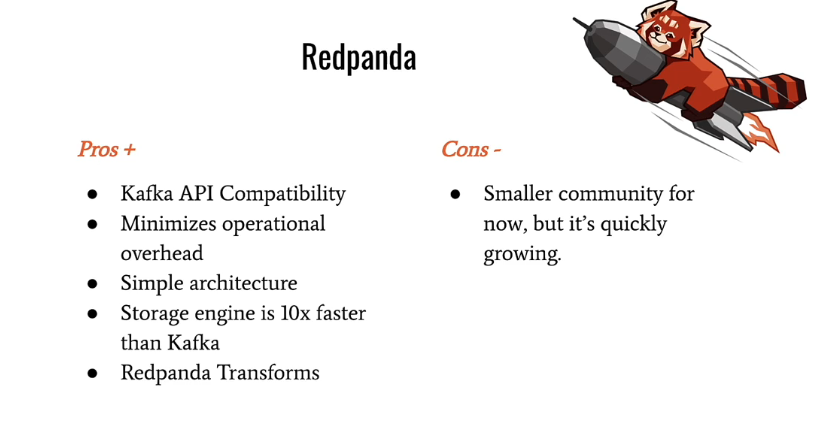 Redpanda
Pros +
● Kafka API Compatibility
● Minimizes operational
overhead
● Simple architecture
● Storage engine is 10x faster
than Kafka
● Redpanda Transforms
Cons -
● Smaller community for
now, but it’s quickly
growing.